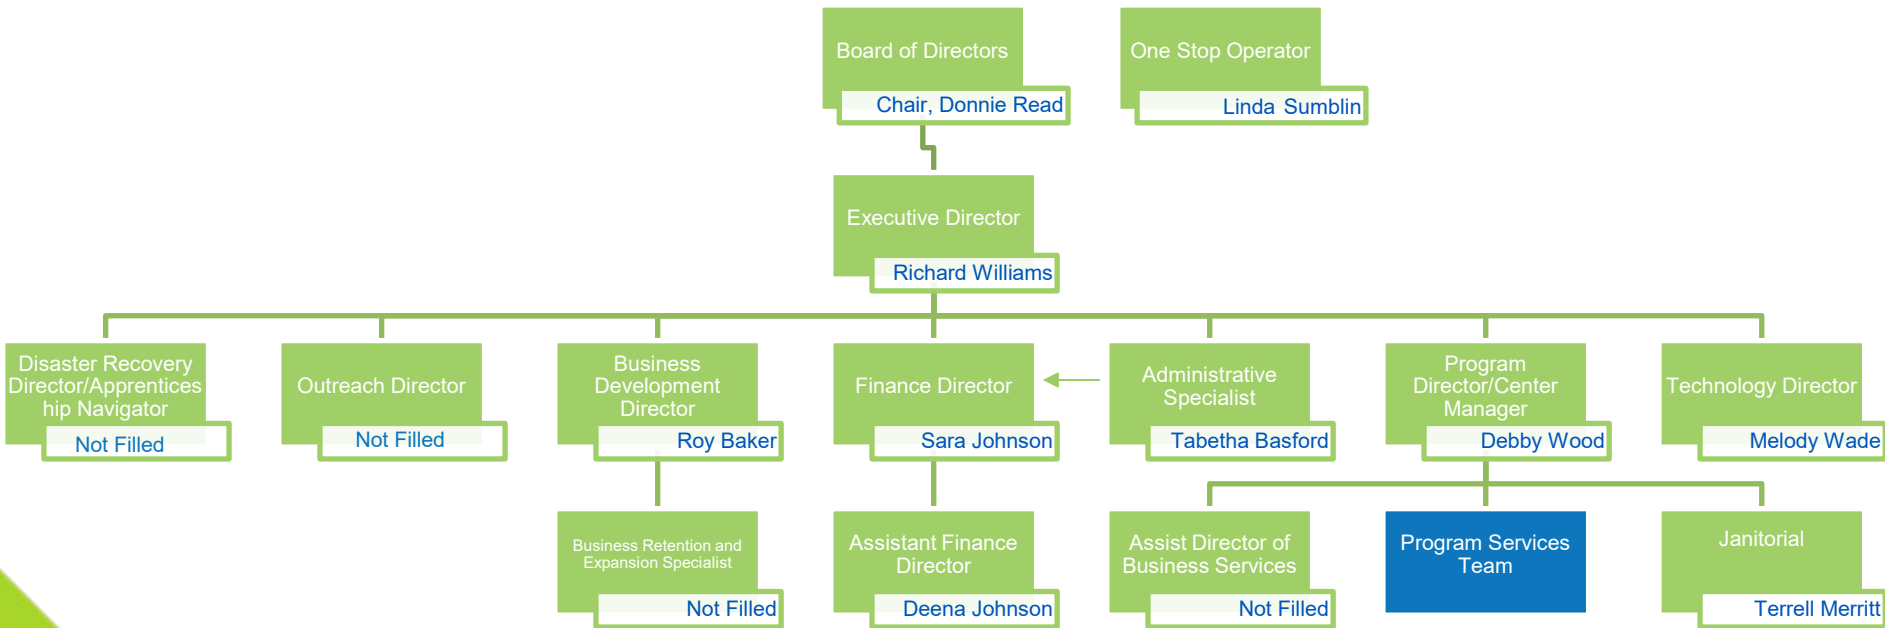 Board of Directors
Chair, Donnie Read
One Stop Operator
Linda Sumblin
Executive Director
Richard Williams
Disaster Recovery
Director/Apprentices
hip Navigator
Not Filled
Outreach Director
Not Filled
Business
Development
Director
Roy Baker
Finance Director
Sara Johnson
Administrative
Specialist
Tabetha Basford
Program
Director/Center
Manager
Debby Wood
Technology Director
Melody Wade
Business Retention and
Expansion Specialist
Not Filled
Assistant Finance
Director
Deena Johnson
Assist Director of
Business Services
Not Filled
Program Services
Team
Janitorial
Terrell Merritt